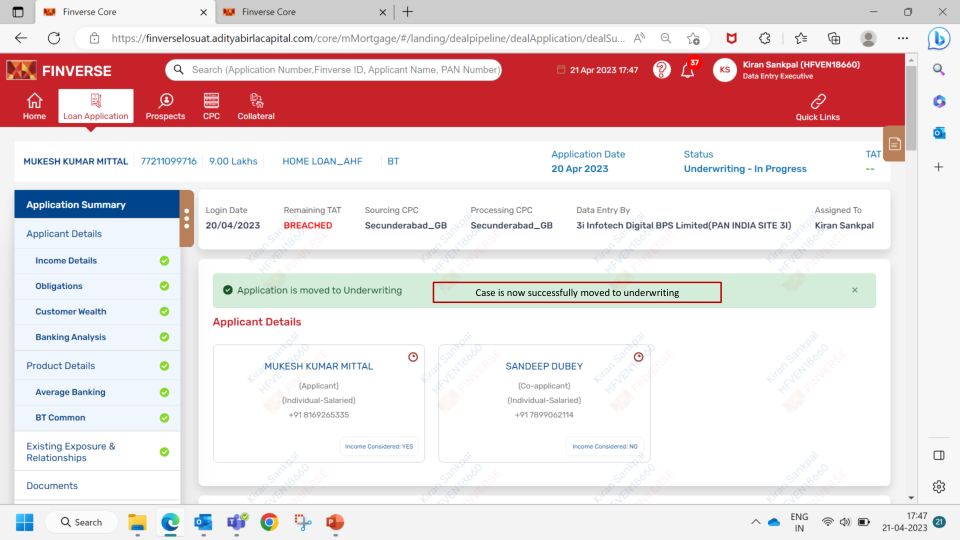 Finverse Core
Finverse Core
https://finverselosuat.adityabirlacapital.com/core/mMortgage/#/landing/dealpipeline/dealApplication/dealSu...
FINVERSE
Search (Application Number,Finverse ID, Applicant Name, PAN Number)
21 Apr 2023 17:47
37
KS
Kiran Sankpal (HFVEN18660)
Data Entry Executive
Home
Loan Application
Prospects
CPC
Collateral
Quick Links
MUKESH KUMAR MITTAL 77211099716 9.00 Lakhs HOME LOAN_AHF BT
Application Date
20 Apr 2023
Status
Underwriting - In Progress
TAT
--
Application Summary
Applicant Details
Income Details
Obligations
Customer Wealth
Banking Analysis
Product Details
Average Banking
BT Common
Existing Exposure &
Relationships
Documents
Login Date
20/04/2023
Remaining TAT
BREACHED
Sourcing CPC
Secunderabad_GB
Processing CPC
Secunderabad_GB
Data Entry By
3i Infotech Digital BPS Limited(PAN INDIA SITE 3I)
Assigned To
Kiran Sankpal
Application is moved to Underwriting
Case is now successfully moved to underwriting
Applicant Details
MUKESH KUMAR MITTAL
(Applicant)
(Individual-Salaried)
+91 8169265335
Income Considered: YES
SANDEEP DUBEY
(Co-applicant)
(Individual-Salaried)
+91 7899062114
Income Considered: NO
Kiran Sankpal
HFVEN18660
FINVERSE
Search
ENG
IN
17:47
21-04-2023
21